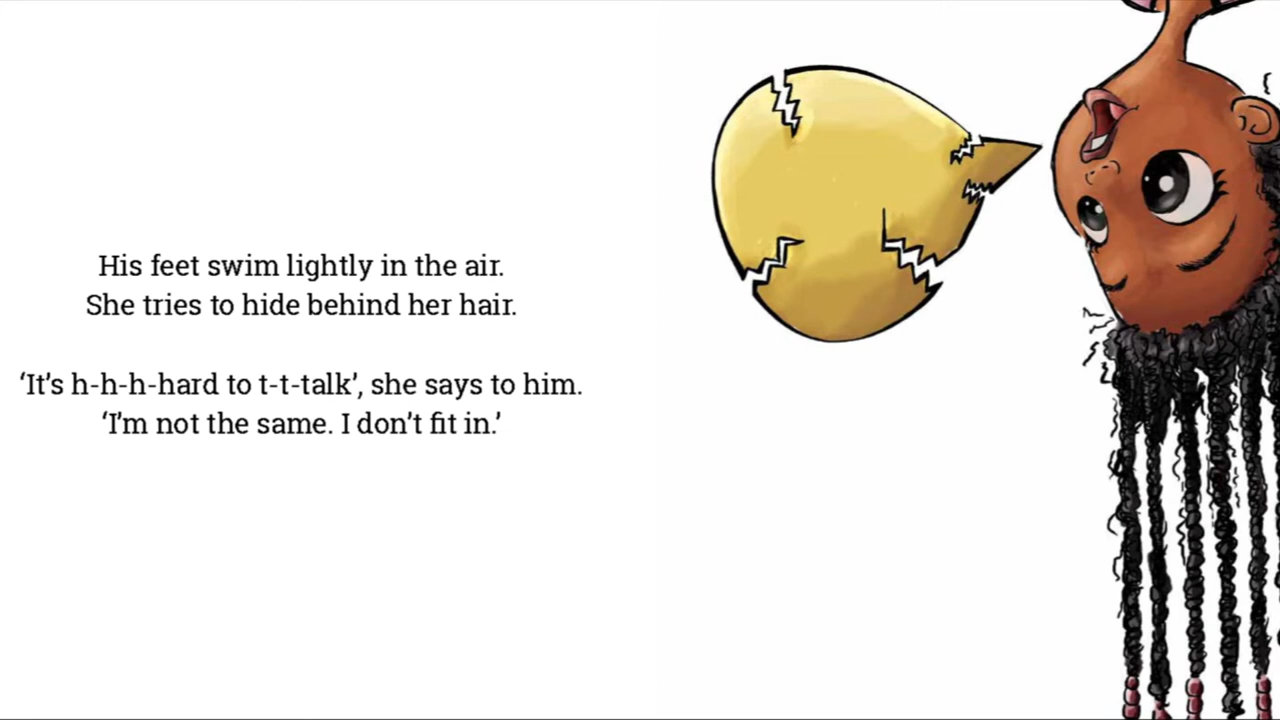 His feet swim lightly in the air.
She tries to hide behind her hair.
‘It’s h-h-h-hard to t-t-talk’, she says to him.
‘I’m not the same. I don’t fit in.’